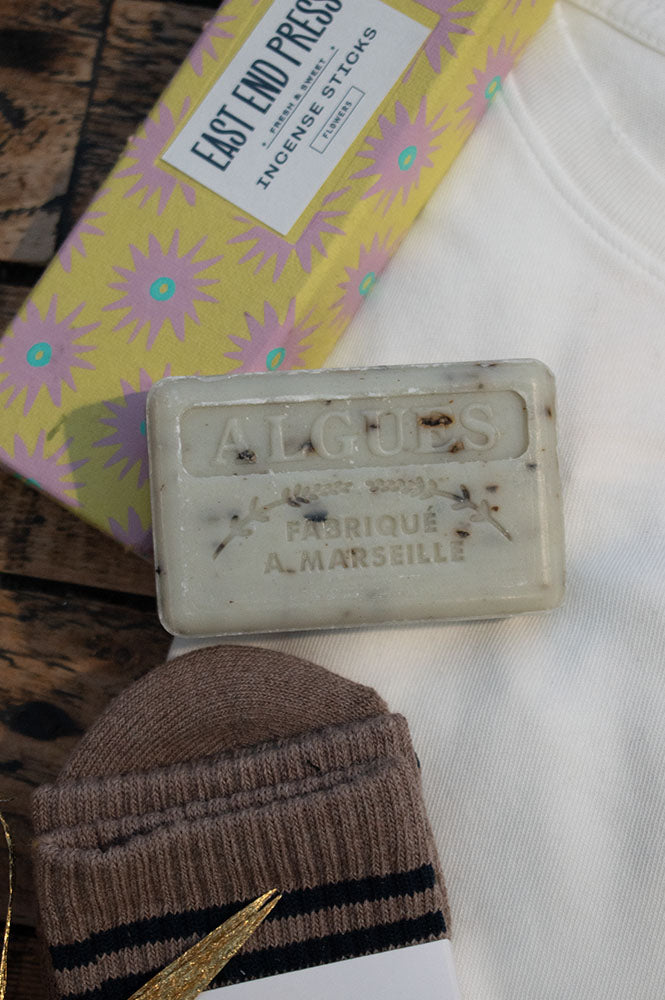 EAST END PRESS
FRESH & SWEET
INCENSE STICKS
FLOWERS
ALGUES
FABRIQUÉ
A MARSEILLE